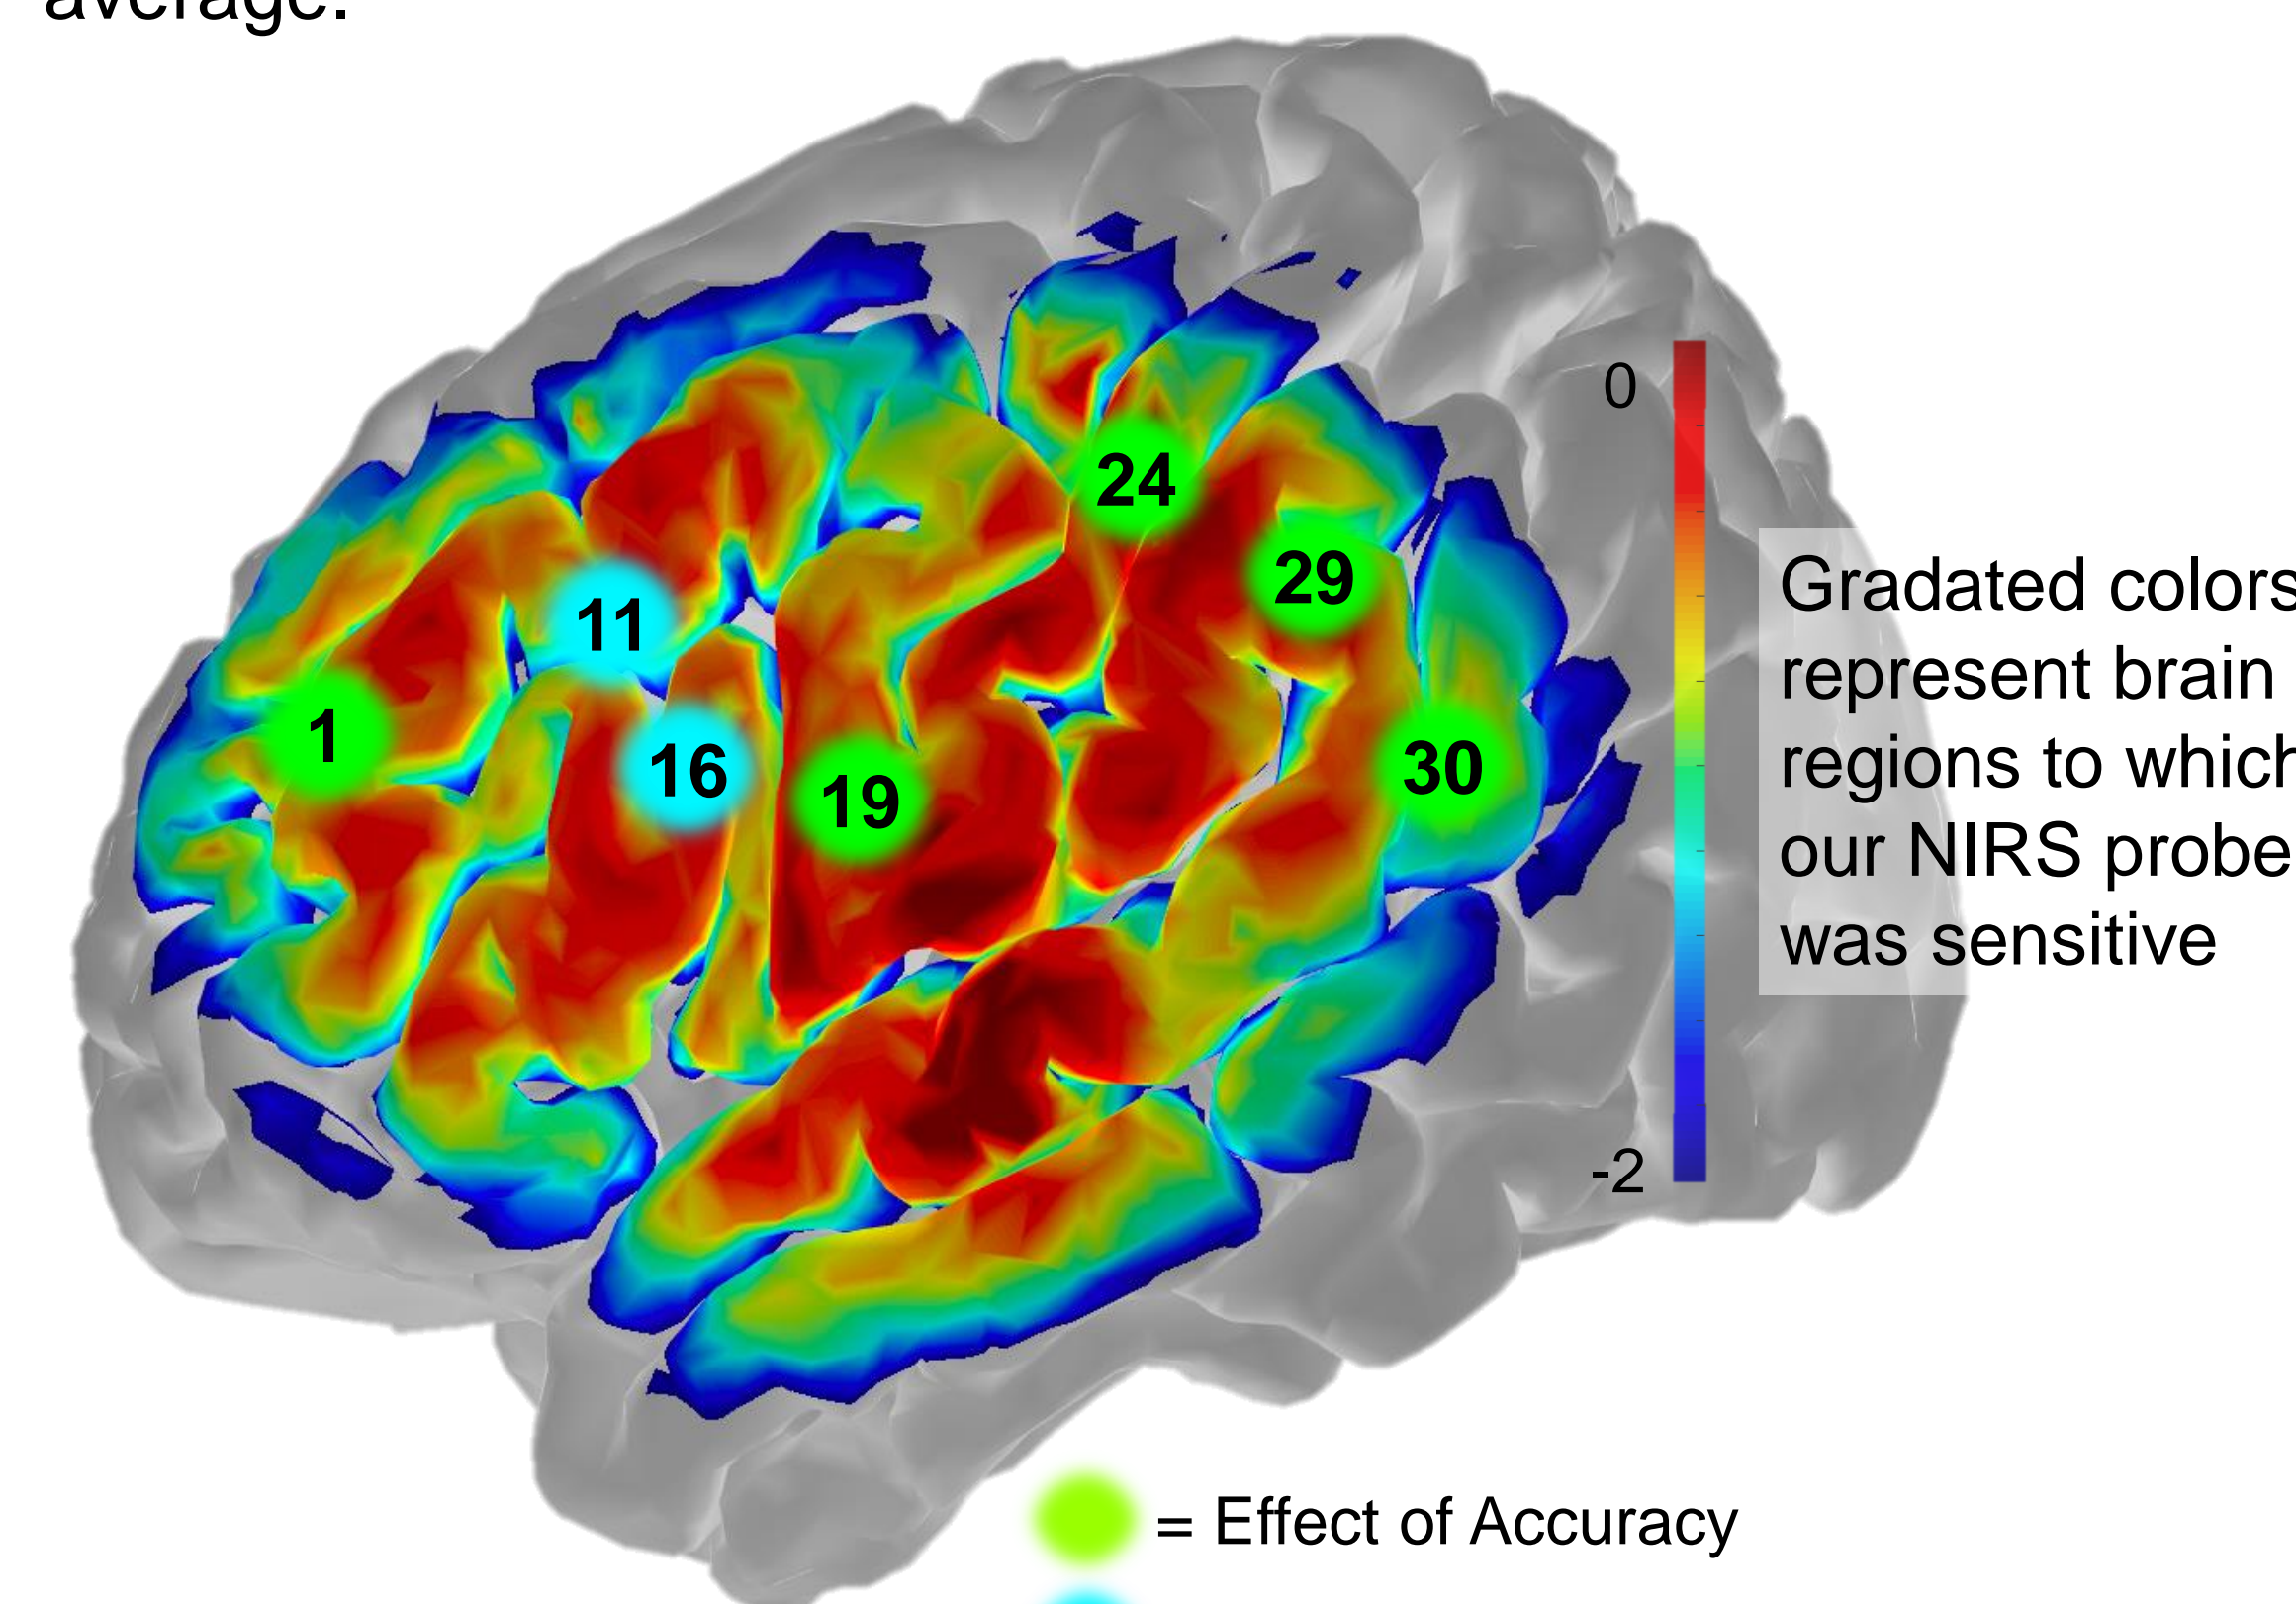 average.
0
24
29
11
1
16
19
30
Gradated colors
represent brain
regions to which
our NIRS probe
was sensitive
-2
= Effect of Accuracy